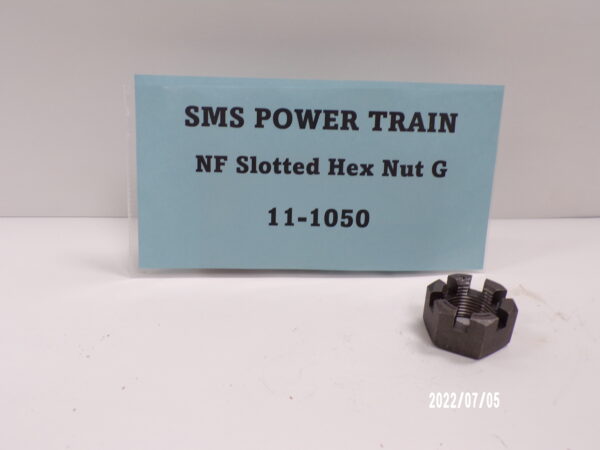 SMS POWER TRAIN
NF Slotted Hex Nut G
11-1050
2022/07/05